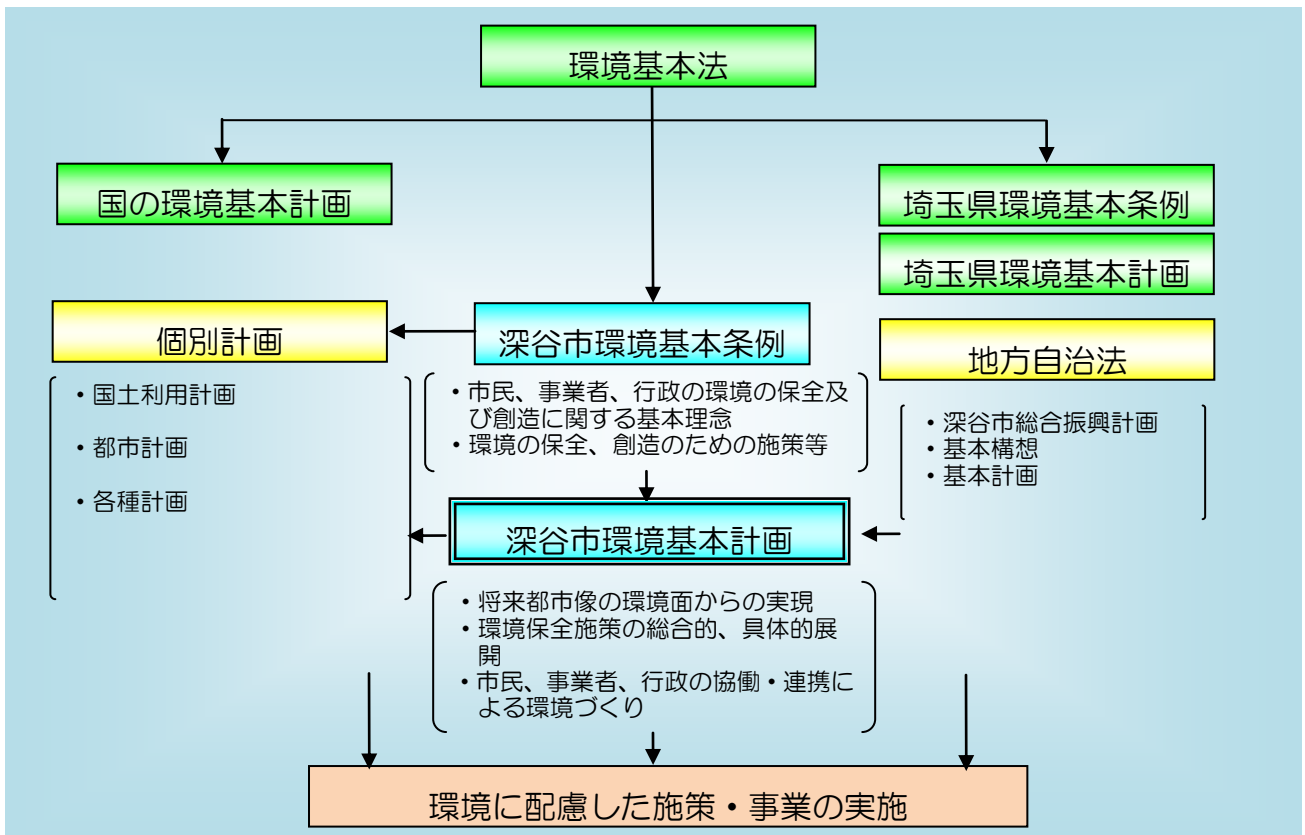 環境基本法
国の環境基本計画
埼玉県環境基本条例
埼玉県環境基本計画
個別計画
・国土利用計画
・都市計画
・各種計画
深谷市環境基本条例
・市民、事業者、行政の環境の保全及
び創造に関する基本理念
・環境の保全、創造のための施策等
地方自治法
・深谷市総合振興計画
・基本構想
・基本計画
深谷市環境基本計画
・将来都市像の環境面からの実現
・環境保全施策の総合的、具体的展
開
・市民、事業者、行政の協働・連携に
よる環境づくり
環境に配慮した施策・事業の実施